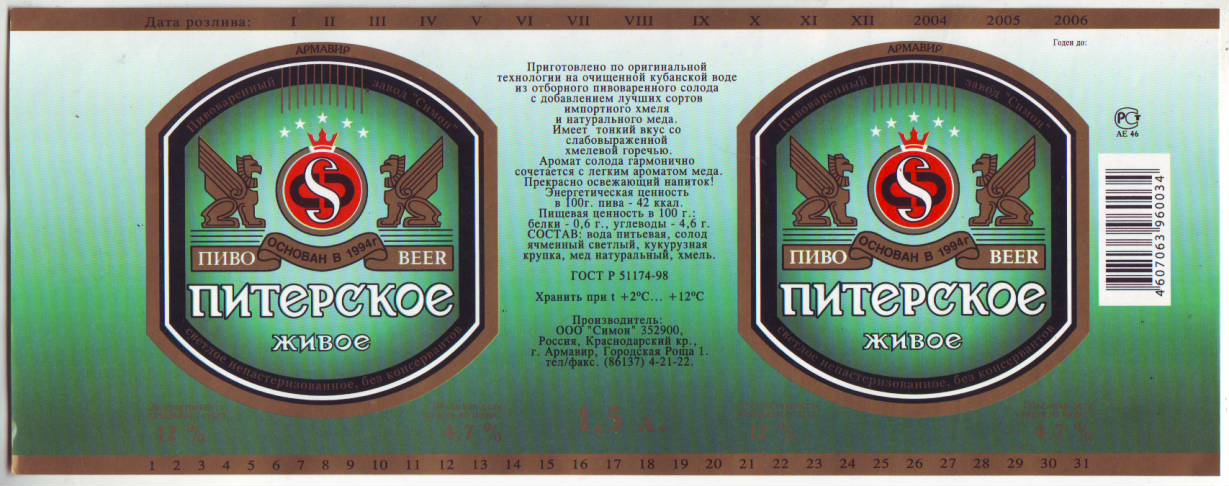 Дата розлива: I II III IV V VI VII VIII IX X XI XII 2004 2005 2006
Годен до:
АРМАВИР
Пивоваренный завод "Симон"
S
ОСНОВАН В 1994г
ПИВО BEER
ПИТЕРСКОЕ
живое
светлое непастеризованное, без консервантов
12 %
4.7 %
Приготовлено по оригинальной
технологии на очищенной кубанской воде
из отборного пивоваренного солода
с добавлением лучших сортов
импортного хмеля
и натурального меда.
Имеет тонкий вкус со
слабовыраженной
хмелевой горечью.
Аромат солода гармонично
сочетается с легким ароматом меда.
Прекрасно освежающий напиток!
Энергетическая ценность
в 100г. пива - 42 ккал.
Пищевая ценность в 100 г.:
белки - 0,6 г., углеводы - 4,6 г.
СОСТАВ: вода питьевая, солод
ячменный светлый, кукурузная
крупка, мед натуральный, хмель.
ГОСТ Р 51174-98
Хранить при t +2°C... +12°C
Производитель:
ООО "Симон" 352900,
Россия, Краснодарский кр.,
г. Армавир, Городская Роща 1.
тел/факс. (86137) 4-21-22.
1,5 л.
АРМАВИР
Пивоваренный завод "Симон"
S
ОСНОВАН В 1994г
ПИВО BEER
ПИТЕРСКОЕ
живое
светлое непастеризованное, без консервантов
12 %
4.7 %
РСТ
АЕ 46
4607063960034
1 2 3 4 5 6 7 8 9 10 11 12 13 14 15 16 17 18 19 20 21 22 23 24 25 26 27 28 29 30 31